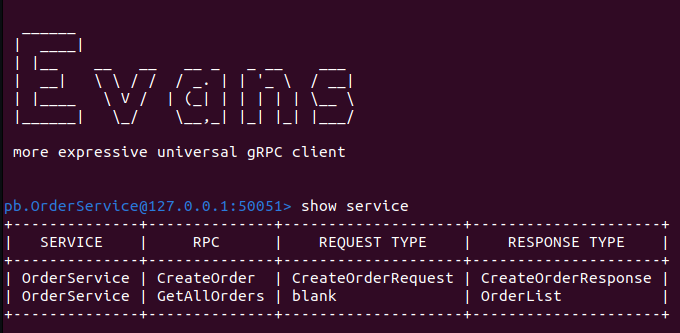 Evans
more expressive universal gRPC client
pb.OrderService@127.0.0.1:50051> show service
SERVICE | RPC | REQUEST TYPE | RESPONSE TYPE
OrderService | CreateOrder | CreateOrderRequest | CreateOrderResponse
OrderService | GetAllOrders | blank | OrderList